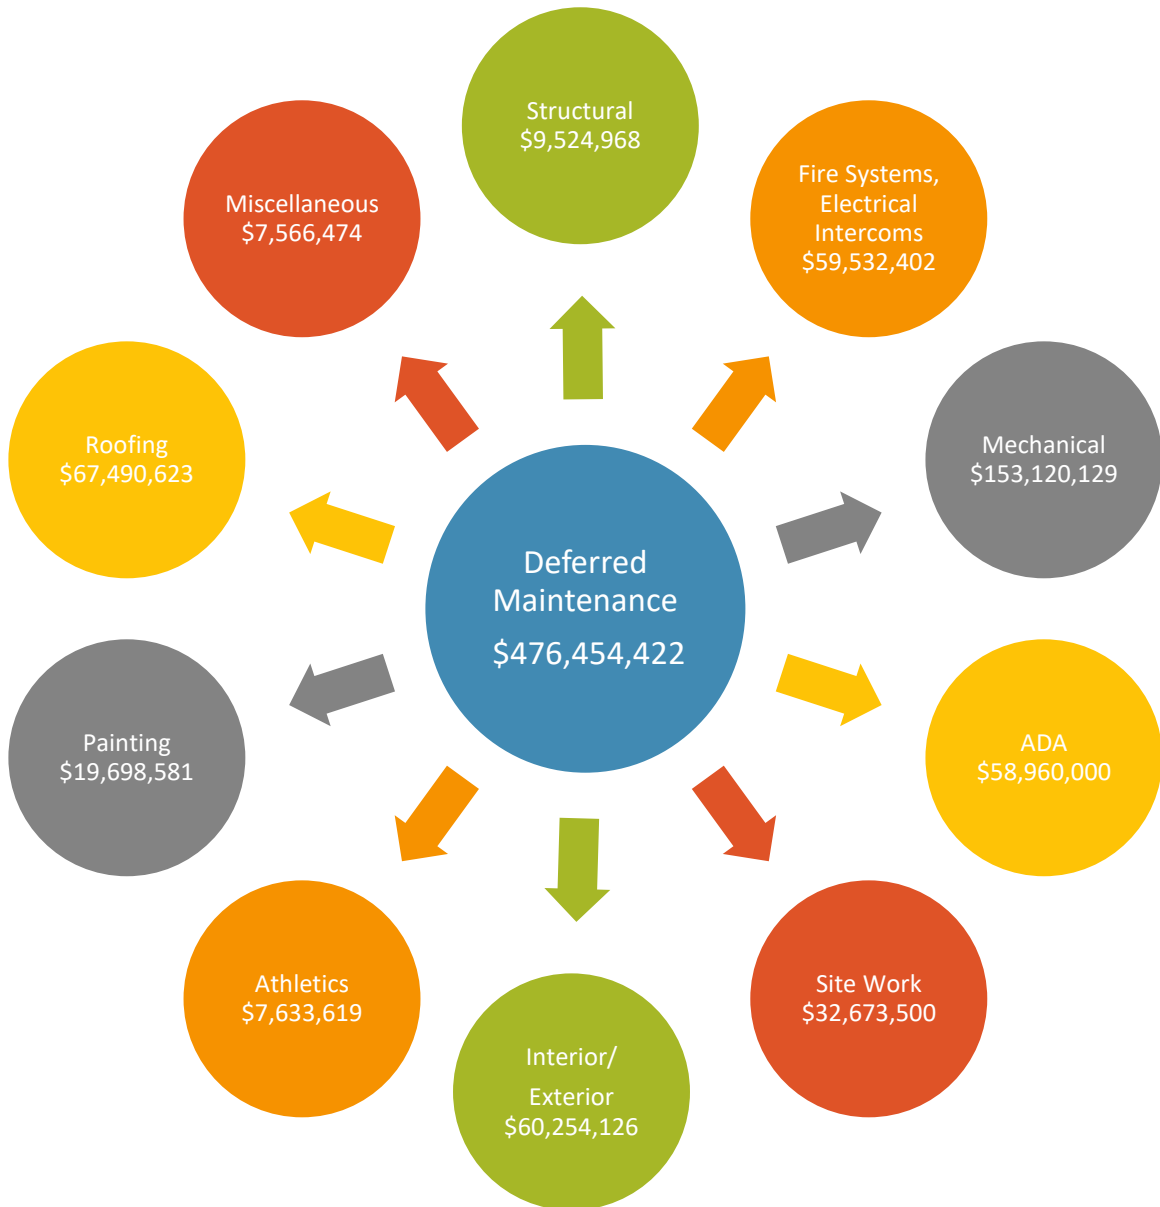 Structural
$9,524,968
Fire Systems,
Electrical
Intercoms
$59,532,402
Mechanical
$153,120,129
ADA
$58,960,000
Site Work
$32,673,500
Interior/
Exterior
$60,254,126
Athletics
$7,633,619
Painting
$19,698,581
Roofing
$67,490,623
Miscellaneous
$7,566,474
Deferred
Maintenance
$476,454,422